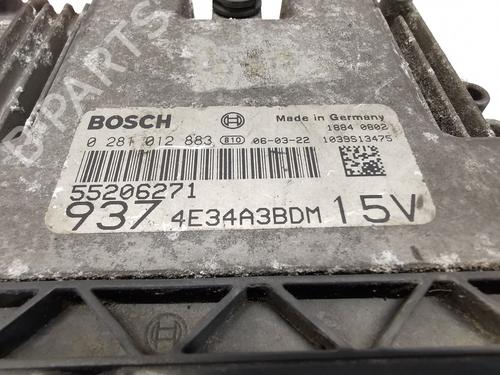 BOSCH Made in Germany
1884 0802
0 281 012 883 810 06-03-22 1039S13475
55206271
937 4E34A3BDM 15V
B-PARTS